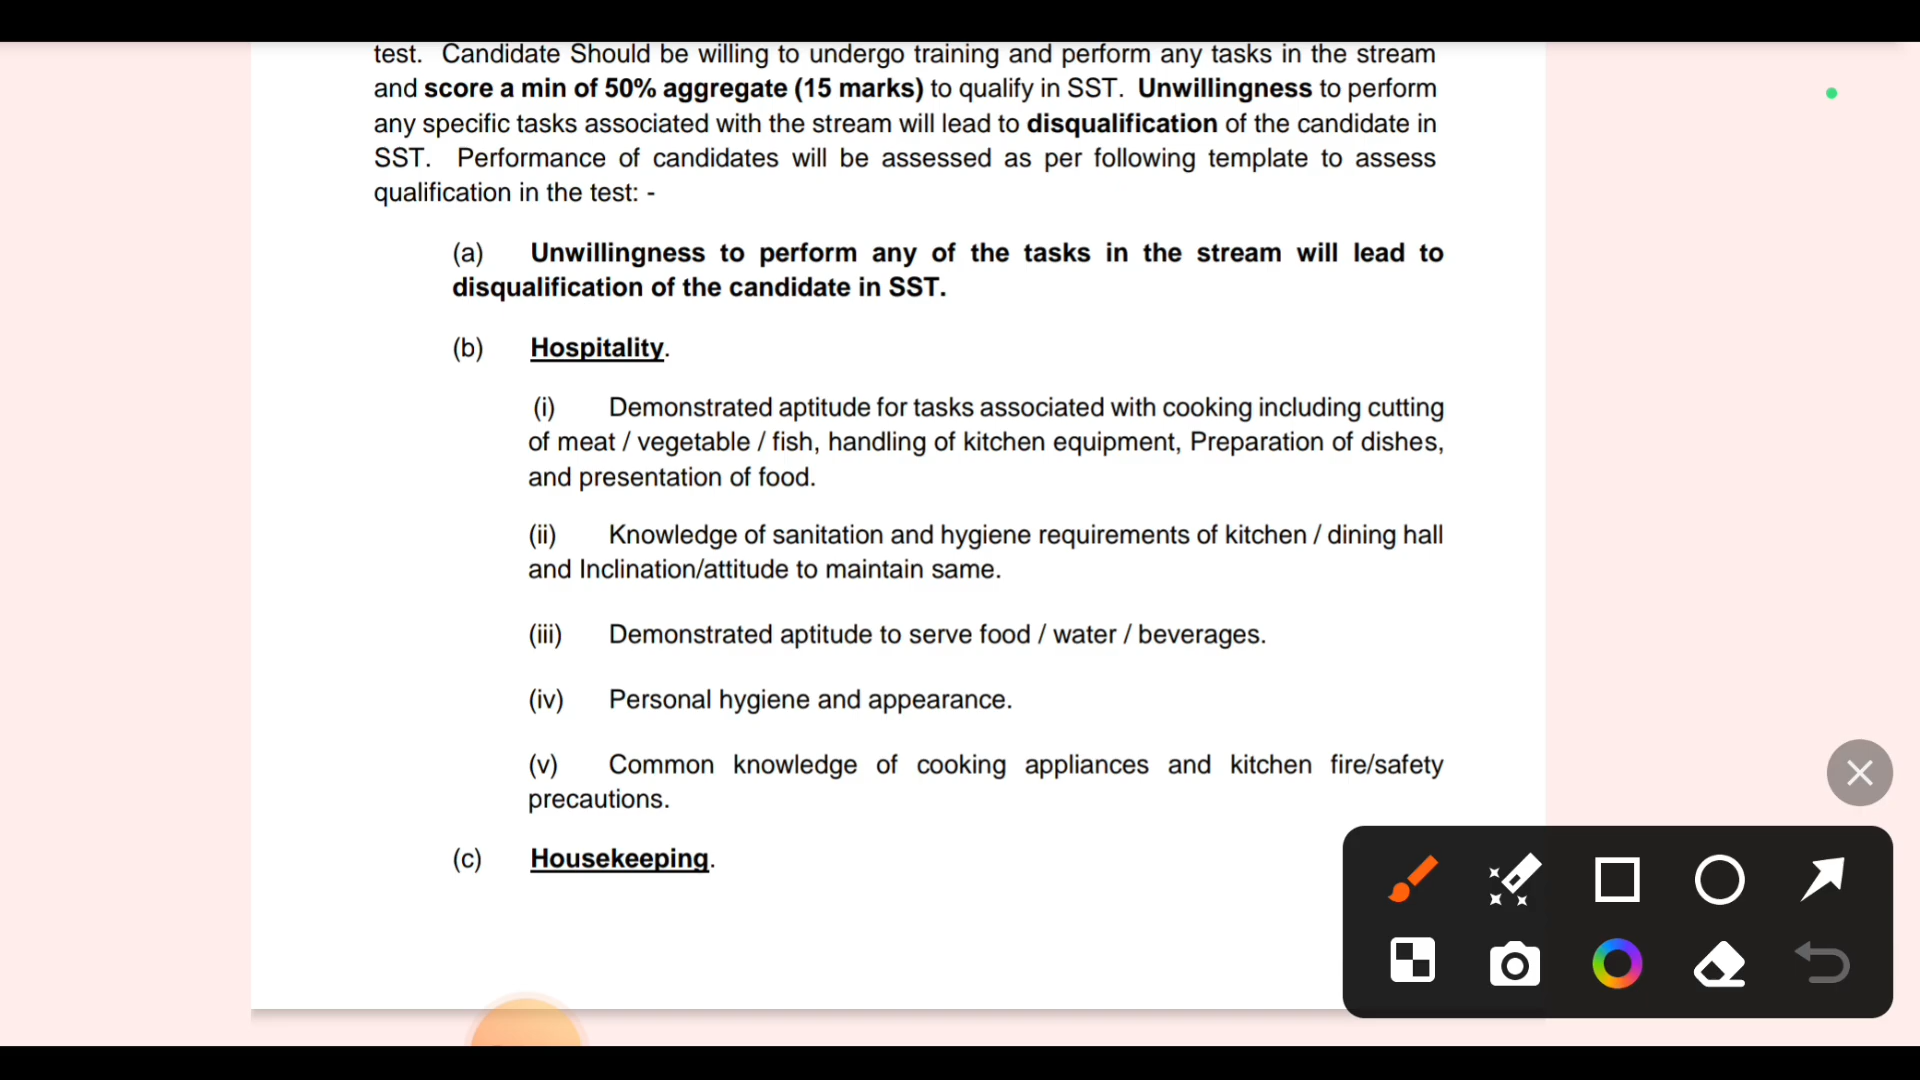 test. Candidate Should be willing to undergo training and perform any tasks in the stream
and score a min of 50% aggregate (15 marks) to qualify in SST. Unwillingness to perform
any specific tasks associated with the stream will lead to disqualification of the candidate in
SST. Performance of candidates will be assessed as per following template to assess
qualification in the test: -
(a) Unwillingness to perform any of the tasks in the stream will lead to
disqualification of the candidate in SST.
(b) Hospitality.
(i) Demonstrated aptitude for tasks associated with cooking including cutting
of meat / vegetable / fish, handling of kitchen equipment, Preparation of dishes,
and presentation of food.
(ii) Knowledge of sanitation and hygiene requirements of kitchen / dining hall
and Inclination/attitude to maintain same.
(iii) Demonstrated aptitude to serve food / water / beverages.
(iv) Personal hygiene and appearance.
(v) Common knowledge of cooking appliances and kitchen fire/safety
precautions.
(c) Housekeeping.